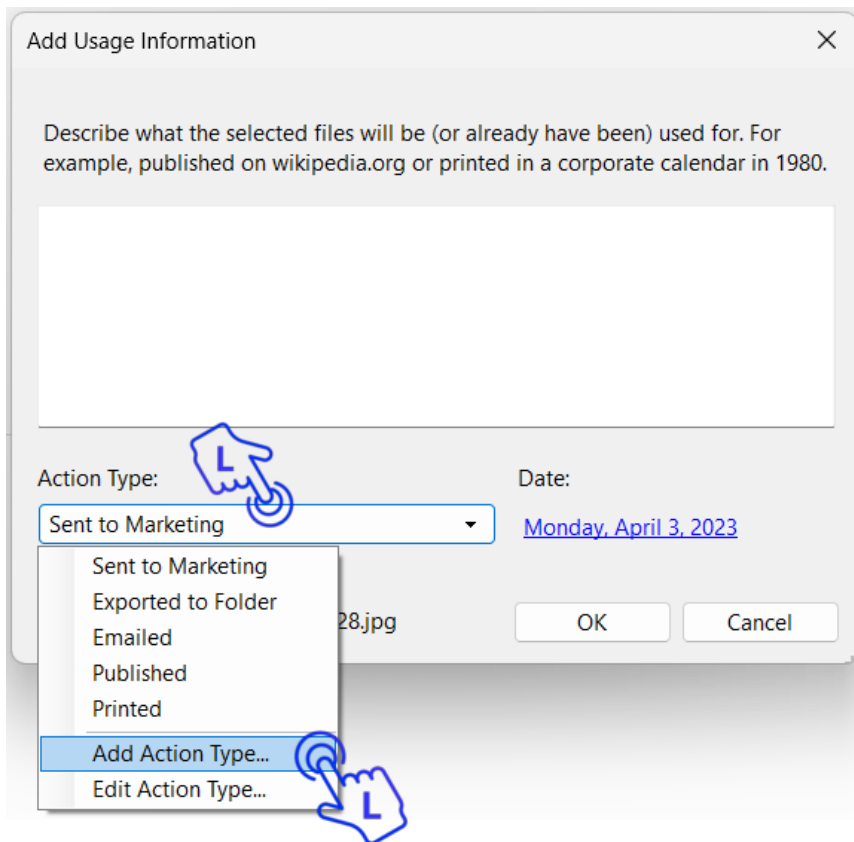 Add Usage Information
Describe what the selected files will be (or already have been) used for. For
example, published on wikipedia.org or printed in a corporate calendar in 1980.
L
Action Type:
Date:
Sent to Marketing
Monday, April 3, 2023
Sent to Marketing
Exported to Folder
28.jpg
OK
Cancel
Emailed
Published
Printed
Add Action Type...
Edit Action Type...
L